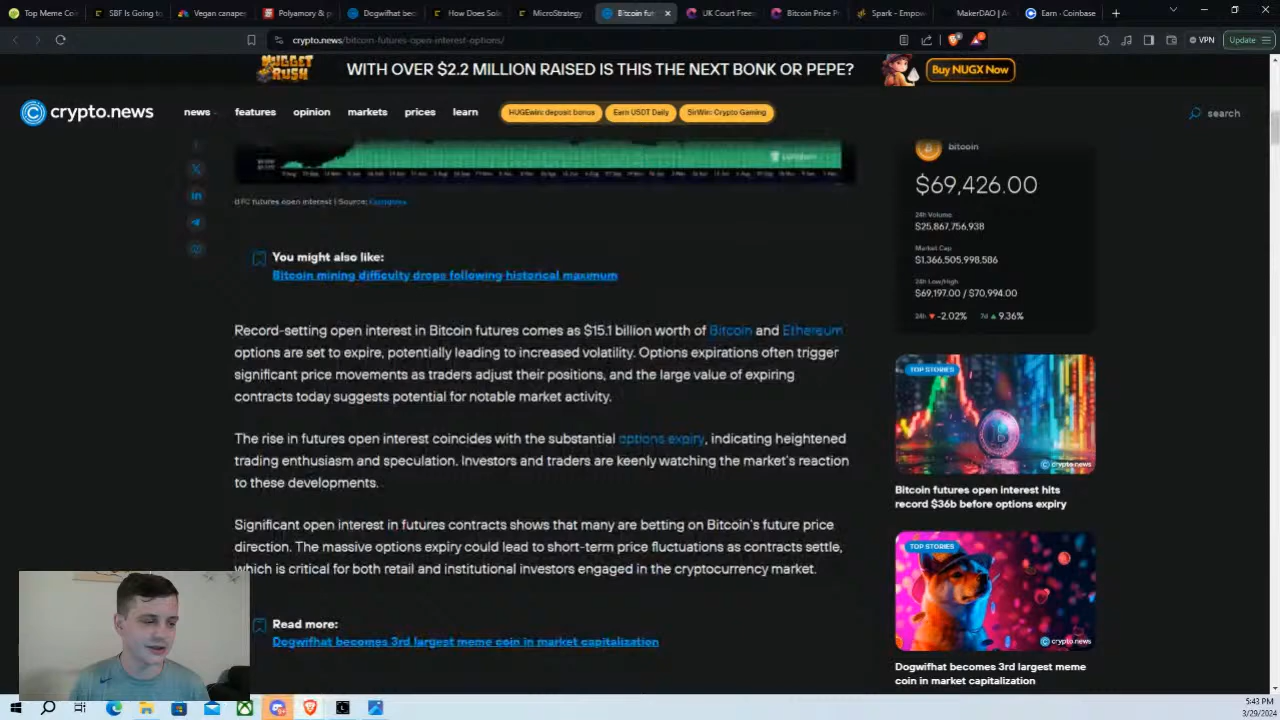 Top Meme Coin
SBF Is Going to
Vegan canape
Polyamory & p
Dogwifhat bec
How Does Sol
MicroStrategy
Bitcoin fut
UK Court Free
Bitcoin Price P
Spark - Empow
MakerDAO | A
Earn - Coinbase
crypto.news/bitcoin-futures-open-interest-options/
VPN
Update
NUGGET RUSH
WITH OVER $2.2 MILLION RAISED IS THIS THE NEXT BONK OR PEPE?
Buy NUGX Now
crypto.news
news
features
opinion
markets
prices
learn
HUGEwin: deposit bonus
Earn USDT Daily
SirWin: Crypto Gaming
search
BTC futures open interest | Source: Coinglass
You might also like:
Bitcoin mining difficulty drops following historical maximum
Record-setting open interest in Bitcoin futures comes as $15.1 billion worth of Bitcoin and Ethereum
options are set to expire, potentially leading to increased volatility. Options expirations often trigger
significant price movements as traders adjust their positions, and the large value of expiring
contracts today suggests potential for notable market activity.
The rise in futures open interest coincides with the substantial options expiry, indicating heightened
trading enthusiasm and speculation. Investors and traders are keenly watching the market's reaction
to these developments.
Significant open interest in futures contracts shows that many are betting on Bitcoin's future price
direction. The massive options expiry could lead to short-term price fluctuations as contracts settle,
which is critical for both retail and institutional investors engaged in the cryptocurrency market.
Read more:
Dogwifhat becomes 3rd largest meme coin in market capitalization
bitcoin
$69,426.00
24h Volume:
$25,867,756,938
Market Cap
$1,366,505,998,586
24h Low/High
$69,197.00 / $70,994.00
24h -2.02% 7d 9.36%
TOP STORIES
crypto.news
Bitcoin futures open interest hits
record $36b before options expiry
TOP STORIES
crypto.news
Dogwifhat becomes 3rd largest meme
coin in market capitalization
5:43 PM
3/29/2024